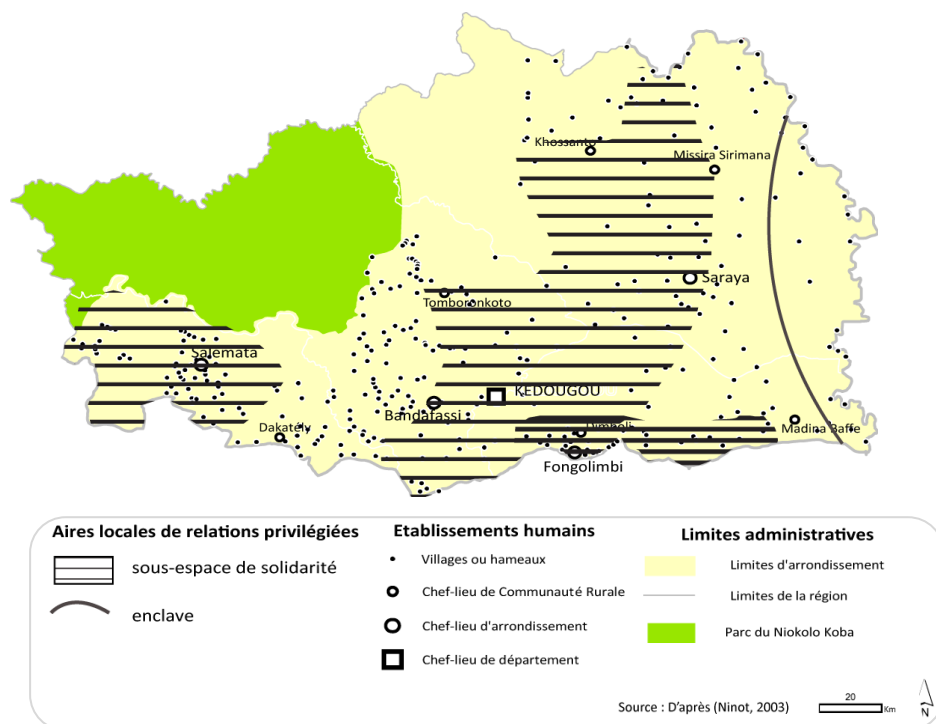 Khossanto
Missira Sirimana
Saraya
Tomboronkoto
Salemata
KEDOUGOU
Bandafassi
Dakatély
Dimboli
Madina Baffe
Fongolimbi
Aires locales de relations privilégiées
sous-espace de solidarité
enclave
Etablissements humains
Villages ou hameaux
Chef-lieu de Communauté Rurale
Chef-lieu d'arrondissement
Chef-lieu de département
Limites administratives
Limites d'arrondissement
Limites de la région
Parc du Niokolo Koba
Source : D'après (Ninot, 2003)
20
Km
N